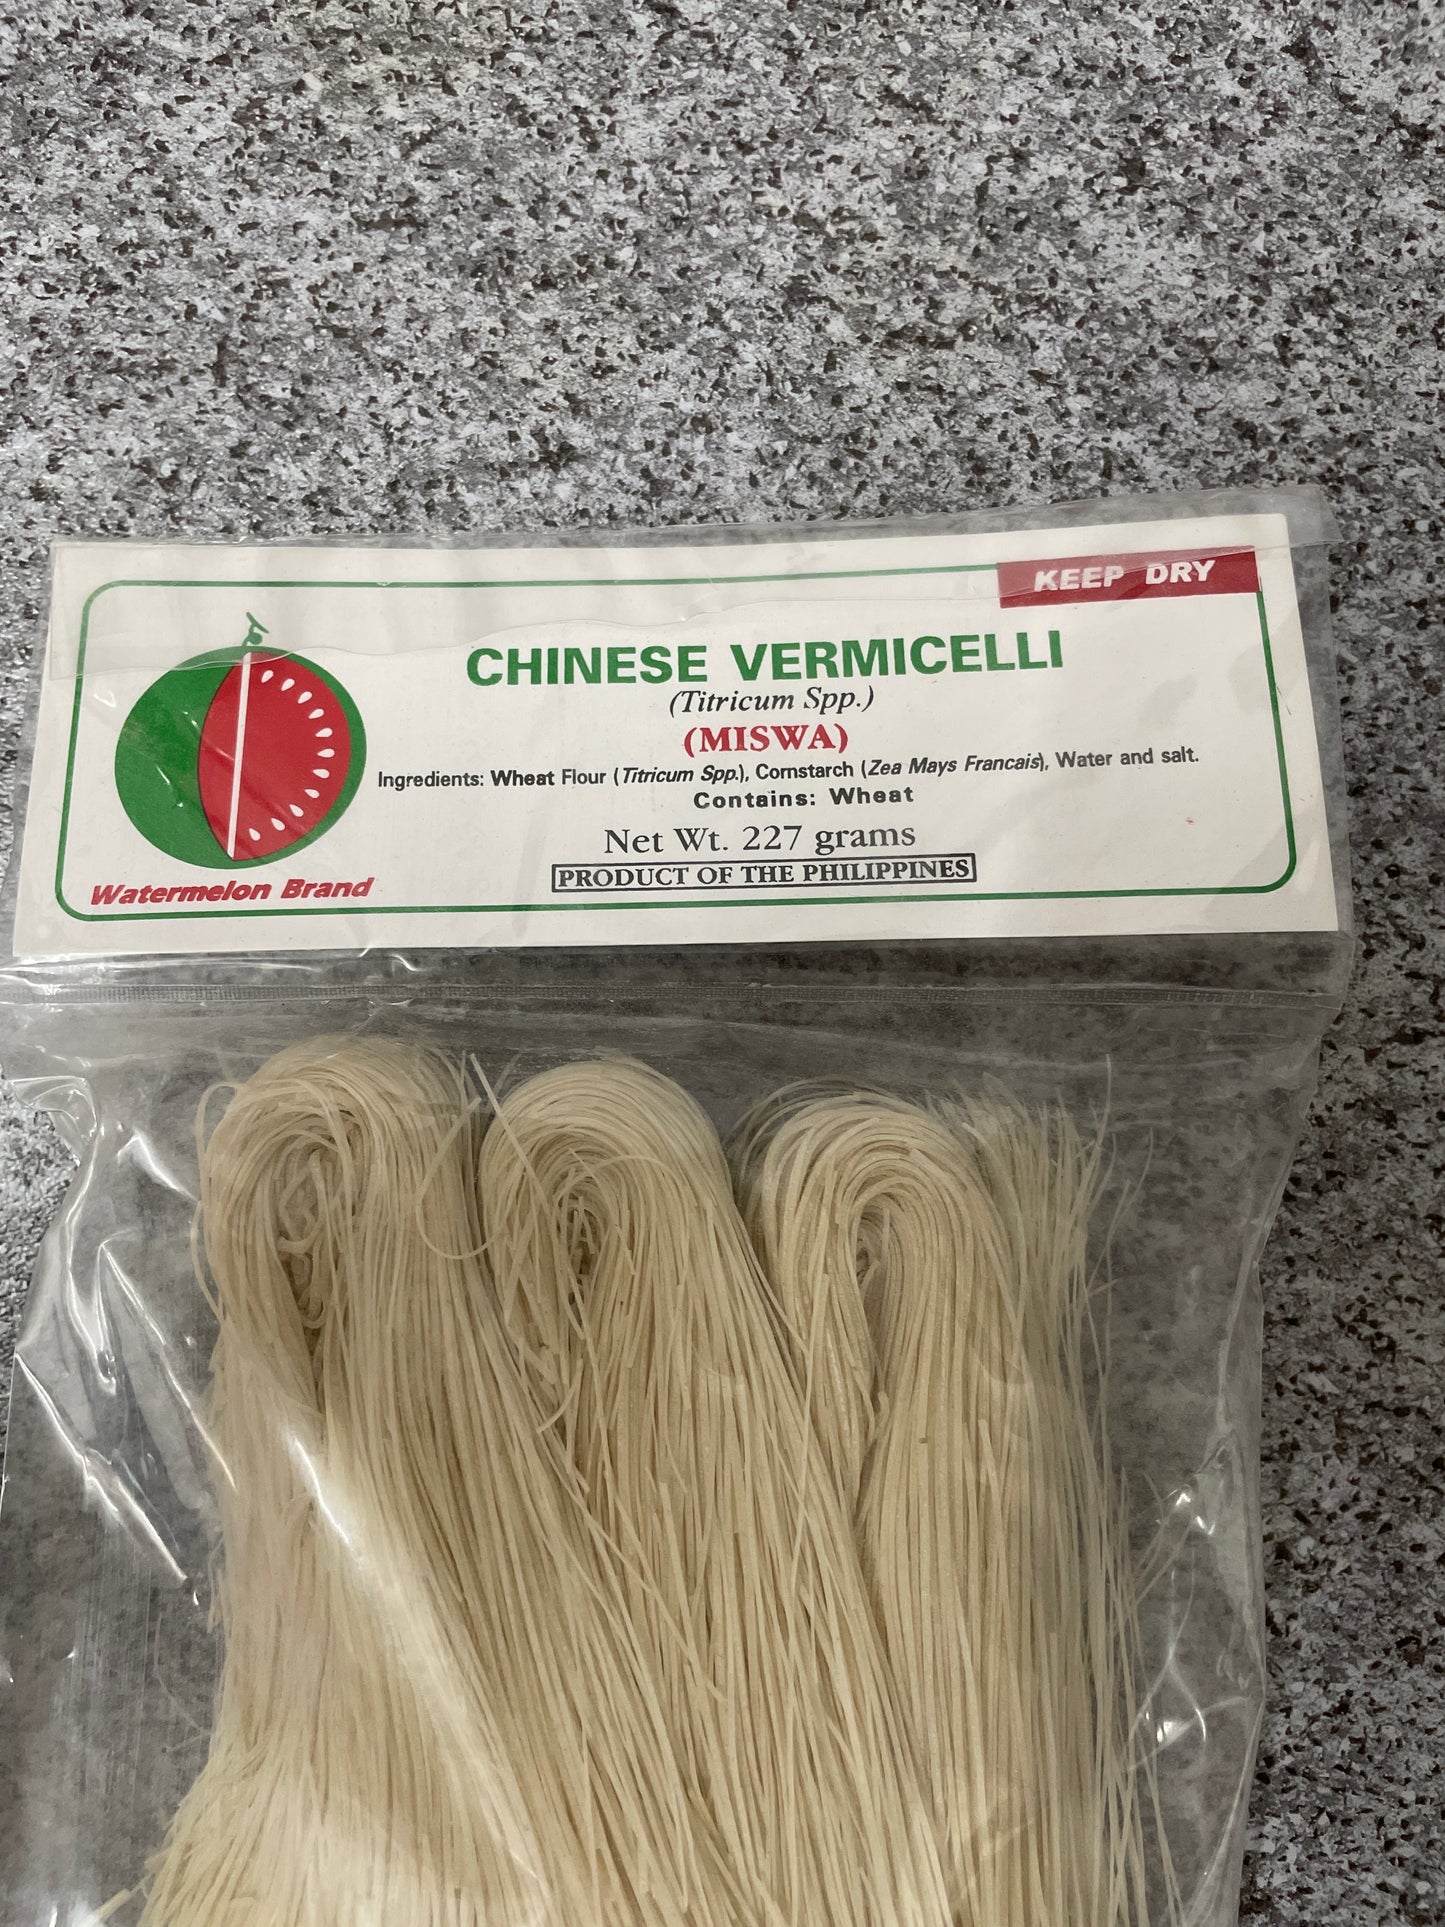 KEEP DRY
CHINESE VERMICELLI
(Titricum Spp.)
(MISWA)
Ingredients: Wheat Flour (Titricum Spp.), Cornstarch (Zea Mays Francais), Water and salt.
Contains: Wheat
Net Wt. 227 grams
PRODUCT OF THE PHILIPPINES
Watermelon Brand